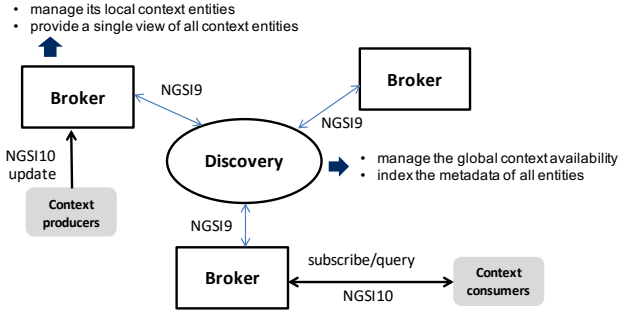 • manage its local context entities
• provide a single view of all context entities
Broker
NGSI9
Broker
NGSI9
NGSI10
update
Discovery
• manage the global context availability
• index the metadata of all entities
Context
producers
NGSI9
Broker
subscribe/query
NGSI10
Context
consumers